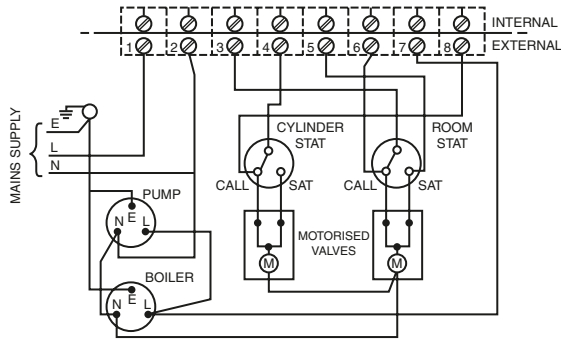 INTERNAL
EXTERNAL
1 2 3 4 5 6 7 8
MAINS SUPPLY
E
L
N
CYLINDER
STAT
ROOM
STAT
CALL SAT
CALL SAT
PUMP
N E L
MOTORISED
VALVES
M
M
BOILER
N E L